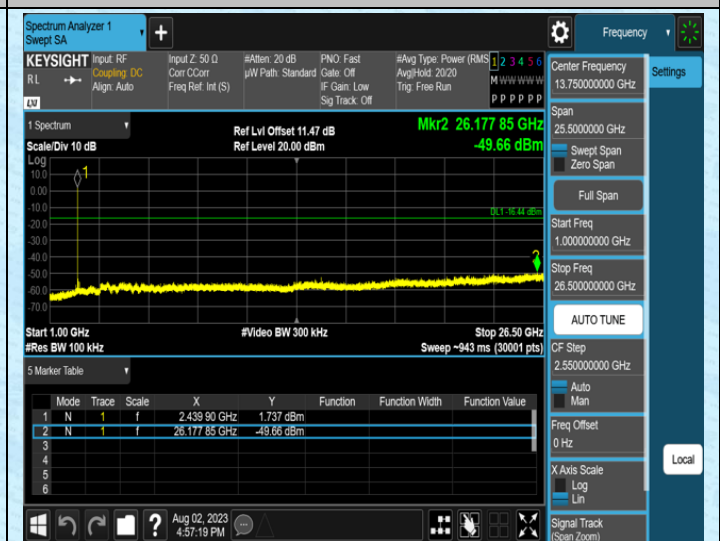 Spectrum Analyzer 1
Swept SA
+
Frequency
KEYSIGHT
RL
LXI
Input: RF
Coupling: DC
Align: Auto
Input Z: 50 Ω
Corr CCorr
Freq Ref: Int (S)
#Atten: 20 dB
µW Path: Standard
PNO: Fast
Gate: Off
IF Gain: Low
Sig Track: Off
#Avg Type: Power (RMS
Avg|Hold: 20/20
Trig: Free Run
1 2 3 4 5 6
M W W W W W
P P P P P P
Center Frequency
13.750000000 GHz
Settings
Span
25.5000000 GHz
Swept Span
Zero Span
Full Span
Start Freq
1.000000000 GHz
Stop Freq
26.500000000 GHz
AUTO TUNE
CF Step
2.550000000 GHz
Auto
Man
Freq Offset
0 Hz
X Axis Scale
Log
Lin
Signal Track
(Span Zoom)
Local
1 Spectrum
Scale/Div 10 dB
Ref Lvl Offset 11.47 dB
Ref Level 20.00 dBm
Mkr2 26.177 85 GHz
-49.66 dBm
Log
10.0
0.00
-10.0
-20.0
-30.0
-40.0
-50.0
-60.0
-70.0
1
DL1 -16.44 dBm
2
Start 1.00 GHz
#Res BW 100 kHz
#Video BW 300 kHz
Stop 26.50 GHz
Sweep ~943 ms (30001 pts)
5 Marker Table
Mode Trace Scale X Y Function Function Width Function Value
1 N 1 f 2.439 90 GHz 1.737 dBm
2 N 1 f 26.177 85 GHz -49.66 dBm
3
4
5
6
?
Aug 02, 2023
4:57:19 PM